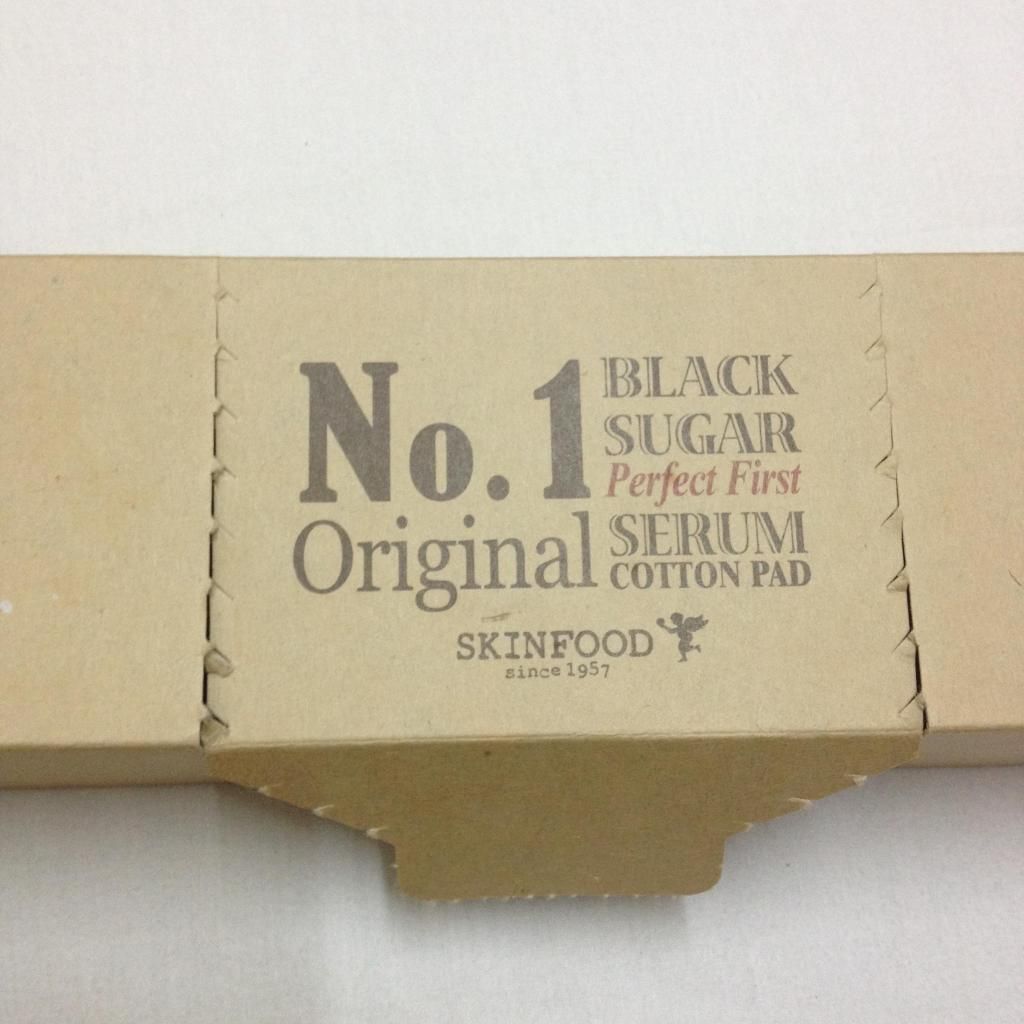 No. 1
Original
BLACK
SUGAR
Perfect First
SERUM
COTTON PAD
SKINFOOD
since 1957